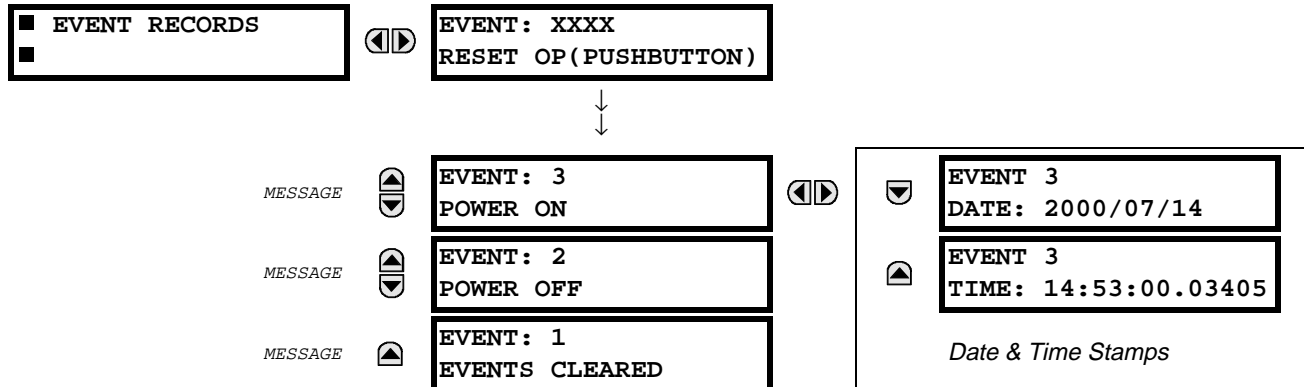 EVENT RECORDS
EVENT: XXXX
RESET OP(PUSHBUTTON)
MESSAGE
EVENT: 3
POWER ON
EVENT 3
DATE: 2000/07/14
MESSAGE
EVENT: 2
POWER OFF
EVENT 3
TIME: 14:53:00.03405
MESSAGE
EVENT: 1
EVENTS CLEARED
Date & Time Stamps